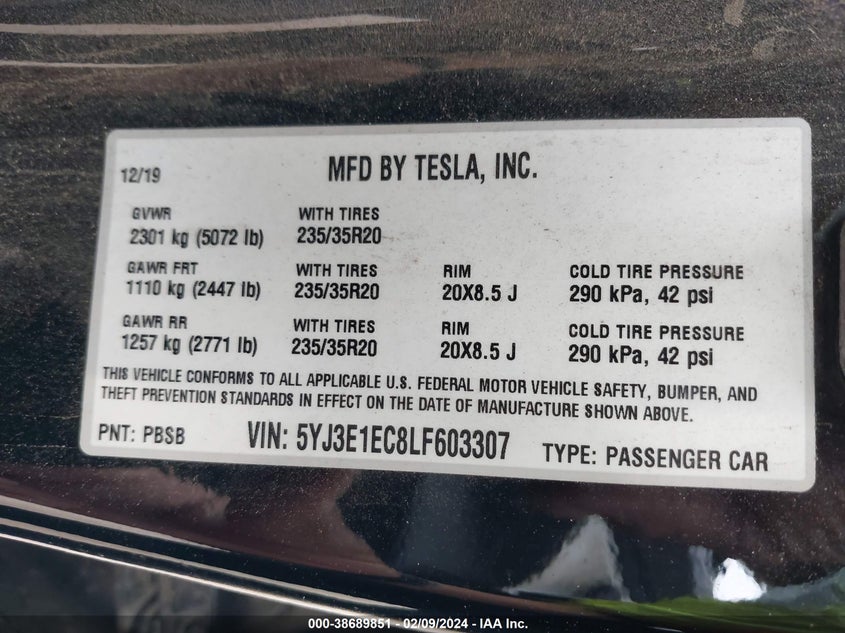 12/19 MFD BY TESLA, INC.
GVWR WITH TIRES
2301 kg (5072 lb) 235/35R20
GAWR FRT WITH TIRES RIM COLD TIRE PRESSURE
1110 kg (2447 lb) 235/35R20 20X8.5 J 290 kPa, 42 psi
GAWR RR WITH TIRES RIM COLD TIRE PRESSURE
1257 kg (2771 lb) 235/35R20 20X8.5 J 290 kPa, 42 psi
THIS VEHICLE CONFORMS TO ALL APPLICABLE U.S. FEDERAL MOTOR VEHICLE SAFETY, BUMPER, AND
THEFT PREVENTION STANDARDS IN EFFECT ON THE DATE OF MANUFACTURE SHOWN ABOVE.
PNT: PBSB VIN: 5YJ3E1EC8LF603307 TYPE: PASSENGER CAR
000-38689851 - 02/09/2024 - © IAA Inc.